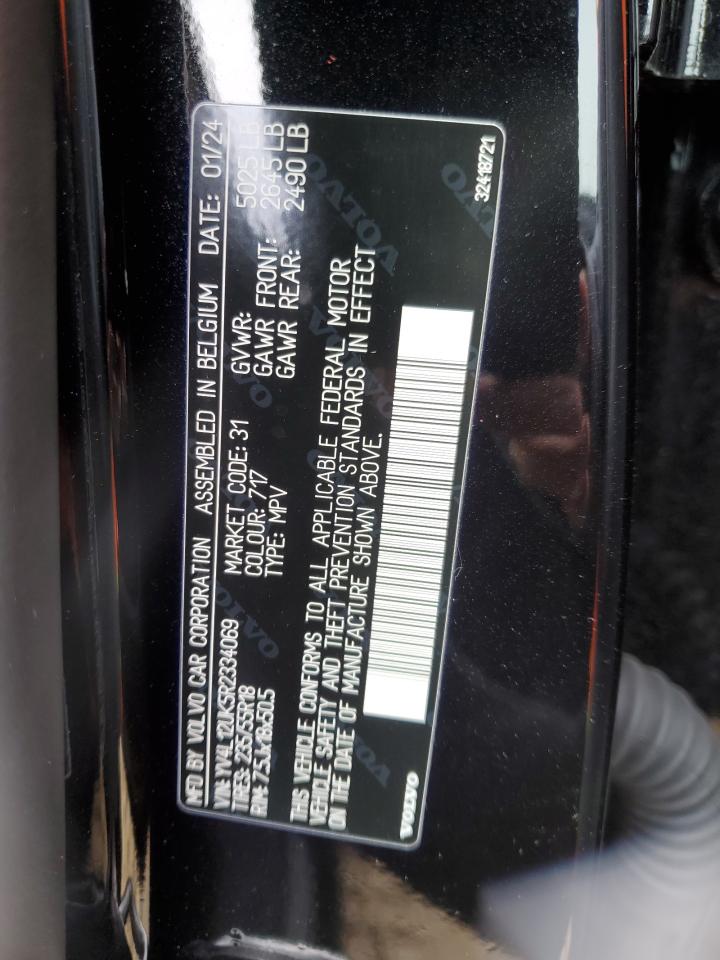 MFD BY VOLVO CAR CORPORATION ASSEMBLED IN BELGIUM DATE: 01/24
VIN: YV4L12UK5R2334069 MARKET CODE: 31 GVWR: 5025 LB
TIRES: 235/55R18 COLOUR: 717 GAWR FRONT: 2645 LB
RIM: 7.5Jx18x50.5 TYPE: MPV GAWR REAR: 2490 LB
THIS VEHICLE CONFORMS TO ALL APPLICABLE FEDERAL MOTOR
VEHICLE SAFETY AND THEFT PREVENTION STANDARDS IN EFFECT
ON THE DATE OF MANUFACTURE SHOWN ABOVE.
VOLVO 32418721